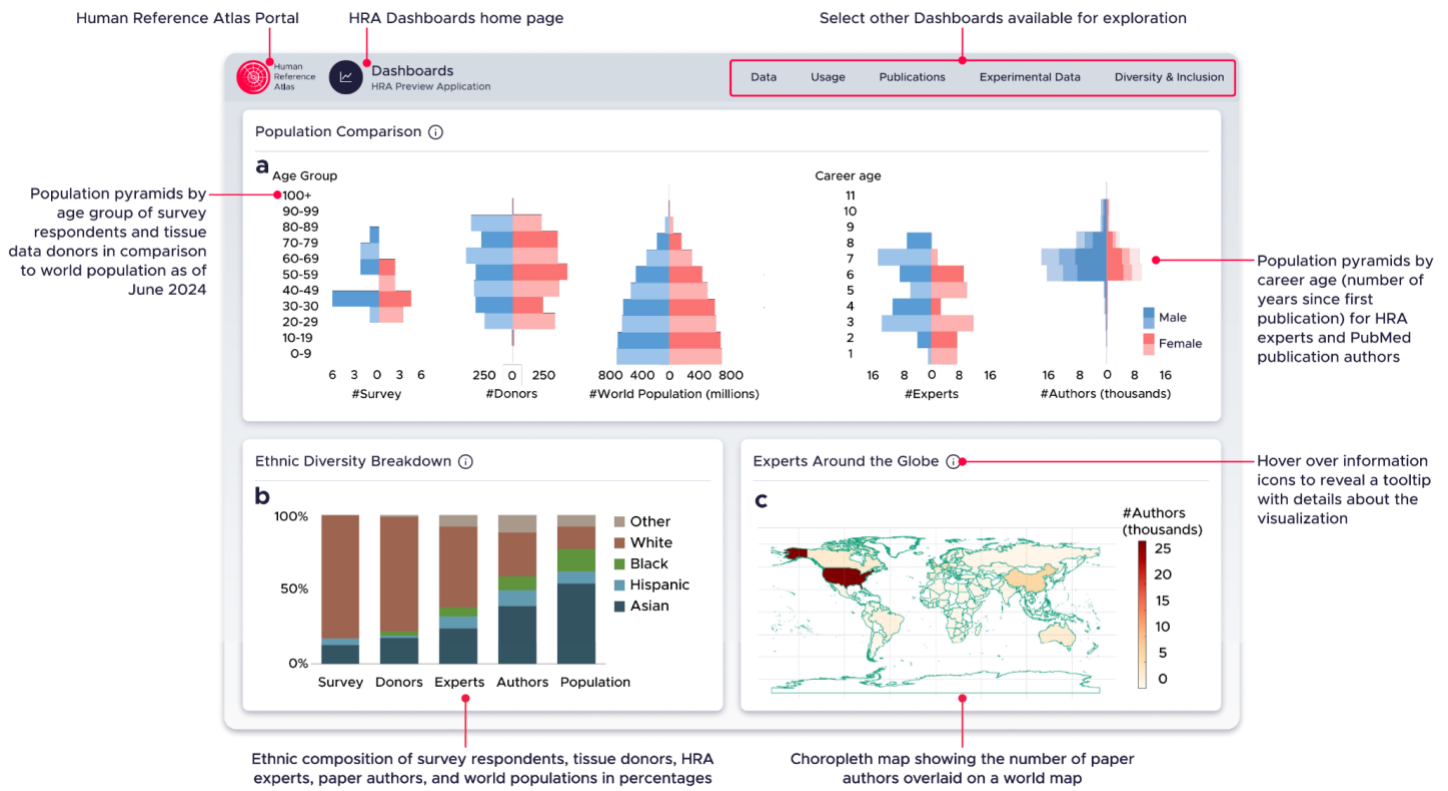 Human Reference Atlas Portal
HRA Dashboards home page
Select other Dashboards available for exploration
Human
Reference
Atlas
Dashboards
HRA Preview Application
Data
Usage
Publications
Experimental Data
Diversity & Inclusion
Population Comparison
a
Age Group
100+
90-99
80-89
70-79
60-69
50-59
40-49
30-30
20-29
10-19
0-9
6 3 0 3 6
#Survey
250 0 250
#Donors
800 400 0 400 800
#World Population (millions)
Career age
11
10
9
8
7
6
5
4
3
2
1
16 8 0 8 16
#Experts
16 8 0 8 16
#Authors (thousands)
Male
Female
Population pyramids by
age group of survey
respondents and tissue
data donors in comparison
to world population as of
June 2024
Population pyramids by
career age (number of
years since first
publication) for HRA
experts and PubMed
publication authors
Ethnic Diversity Breakdown
b
100%
50%
0%
Survey
Donors
Experts
Authors
Population
Other
White
Black
Hispanic
Asian
Experts Around the Globe
c
#Authors
(thousands)
25
20
15
10
5
0
Hover over information
icons to reveal a tooltip
with details about the
visualization
Ethnic composition of survey respondents, tissue donors, HRA
experts, paper authors, and world populations in percentages
Choropleth map showing the number of paper
authors overlaid on a world map